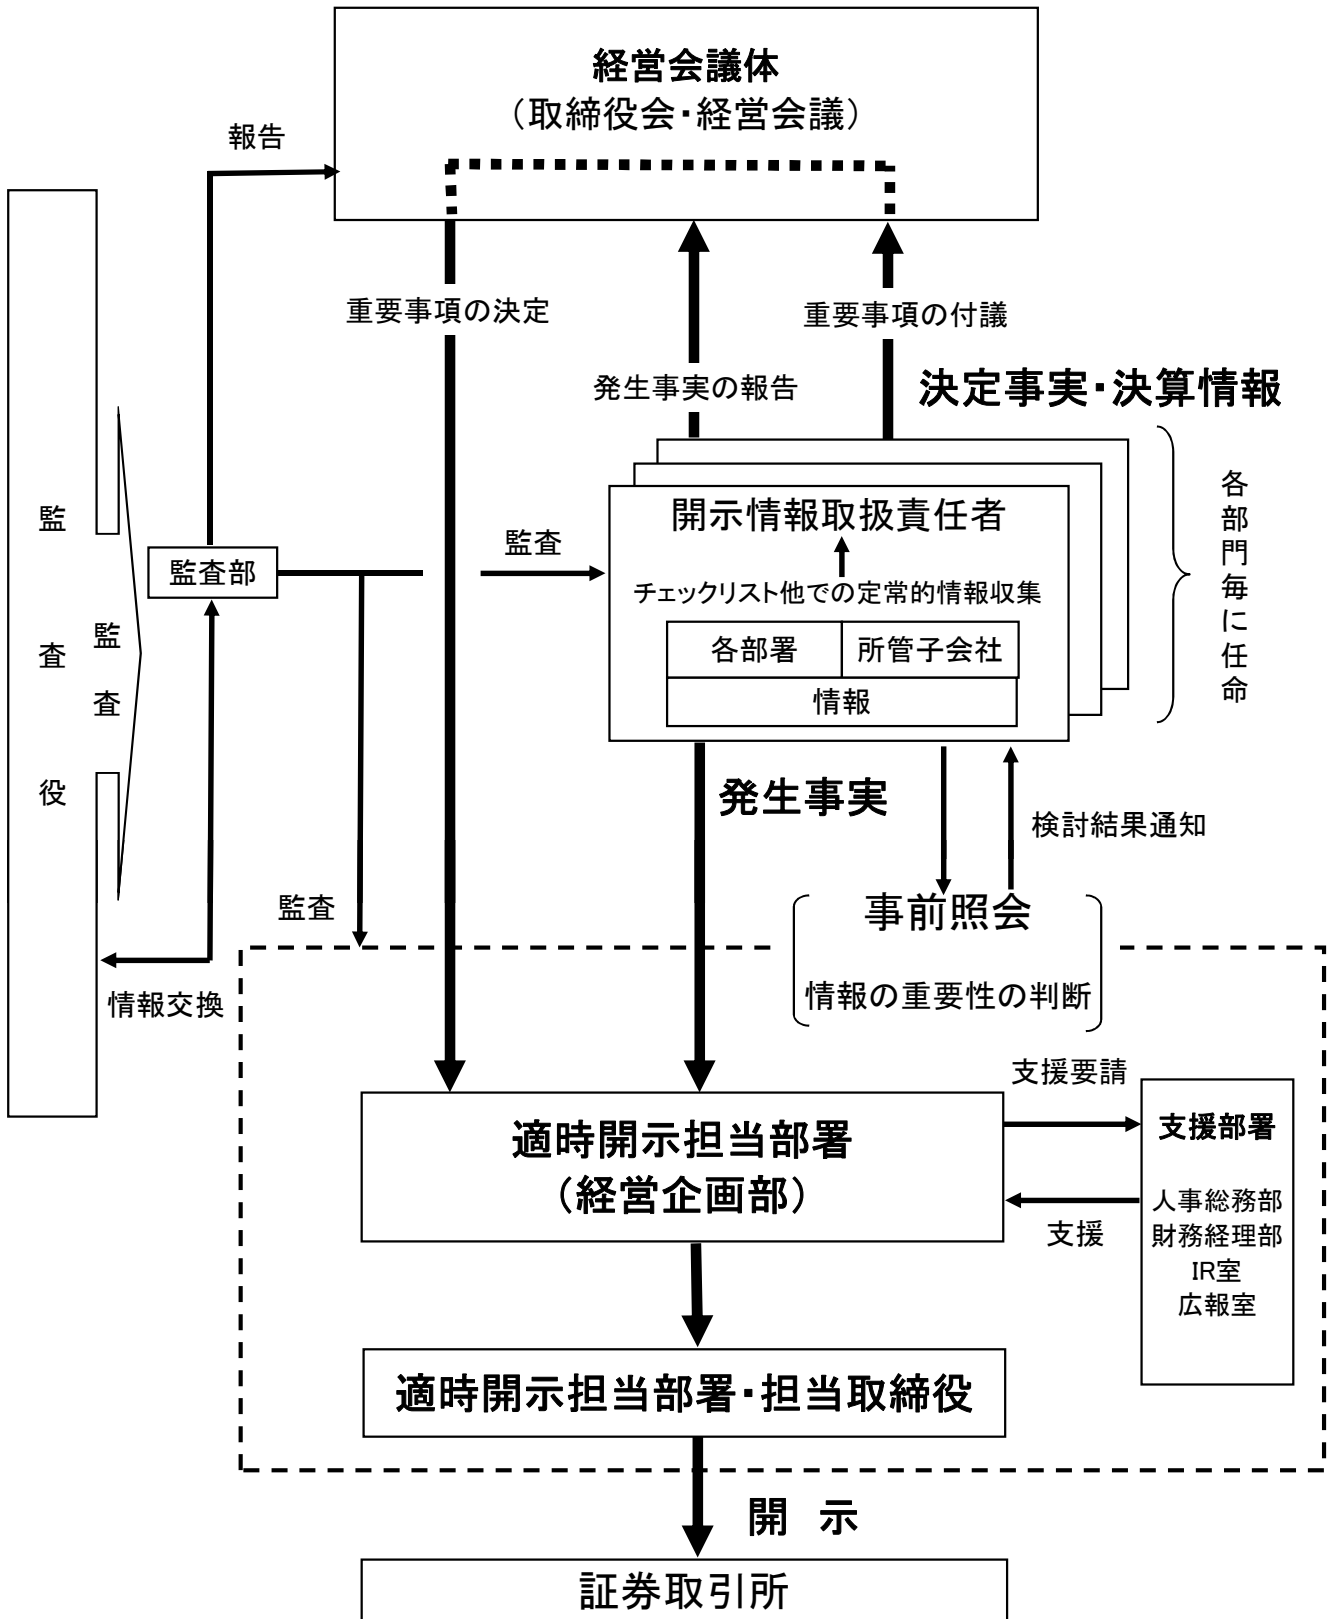 経営会議体
（取締役会・経営会議）
報告
重要事項の決定
重要事項の付議
発生事実の報告
決定事実・決算情報
監査役
監査
監査部
監査
開示情報取扱責任者
チェックリスト他での定常的情報収集
各部署
所管子会社
情報
各部門毎に任命
発生事実
検討結果通知
事前照会
情報の重要性の判断
監査
情報交換
適時開示担当部署
（経営企画部）
支援要請
支援
支援部署
人事総務部
財務経理部
IR室
広報室
適時開示担当部署・担当取締役
開 示
証券取引所